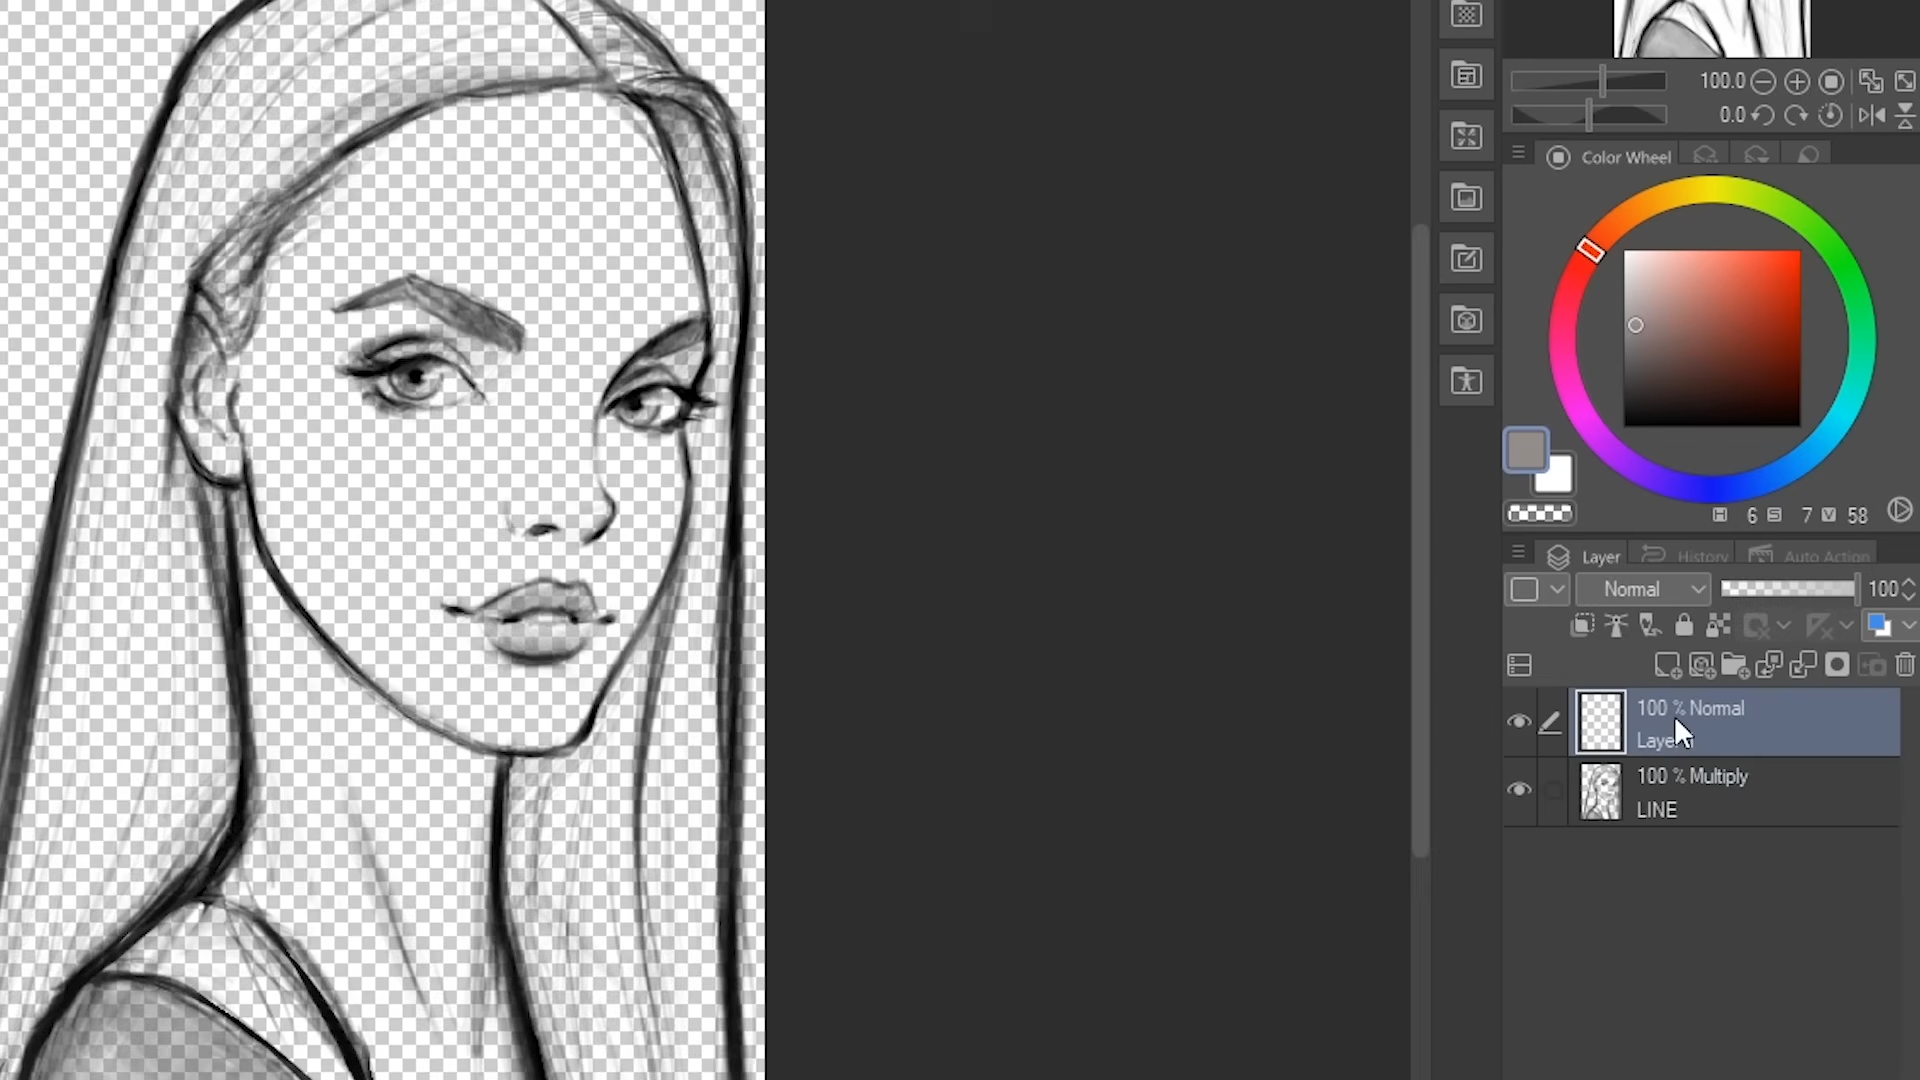 100.0
0.0
Color Wheel
6 7 58
Layer History Auto Action
Normal 100
100 % Normal
100 % Multiply
LINE